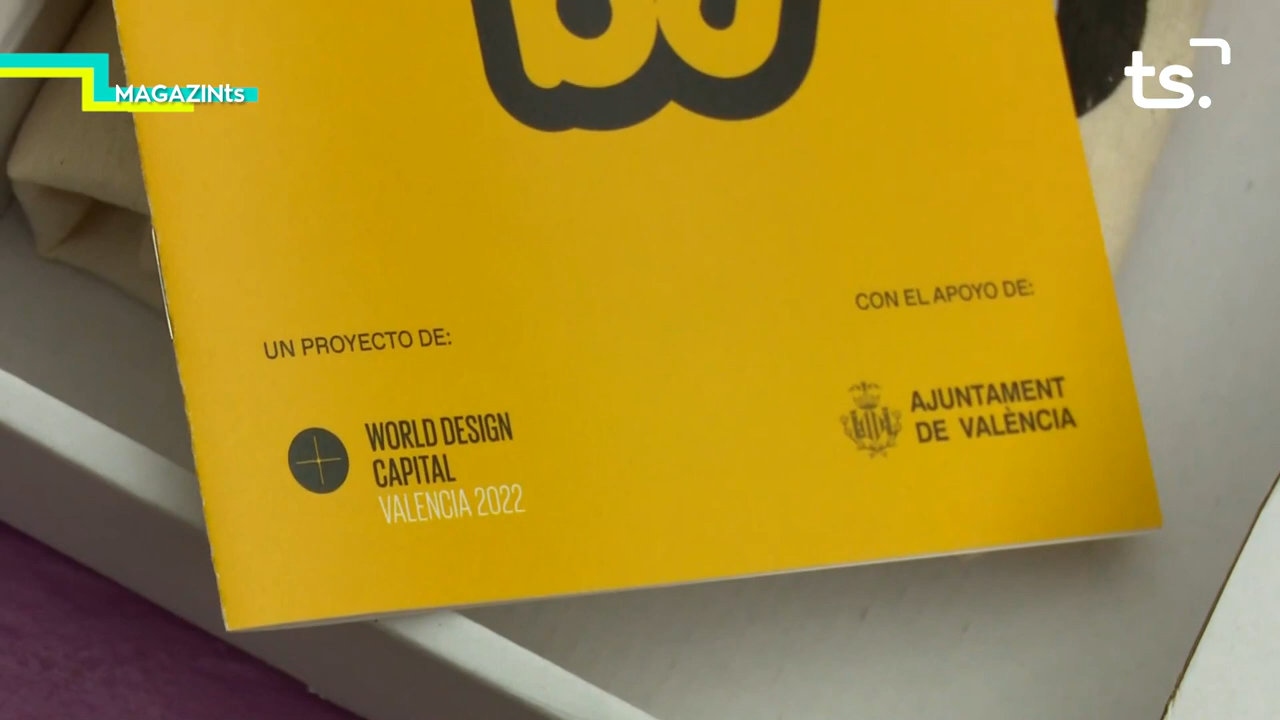 MAGAZINts
ts.
UN PROYECTO DE:
WORLD DESIGN
CAPITAL
VALENCIA 2022
CON EL APOYO DE:
AJUNTAMENT
DE VALÈNCIA